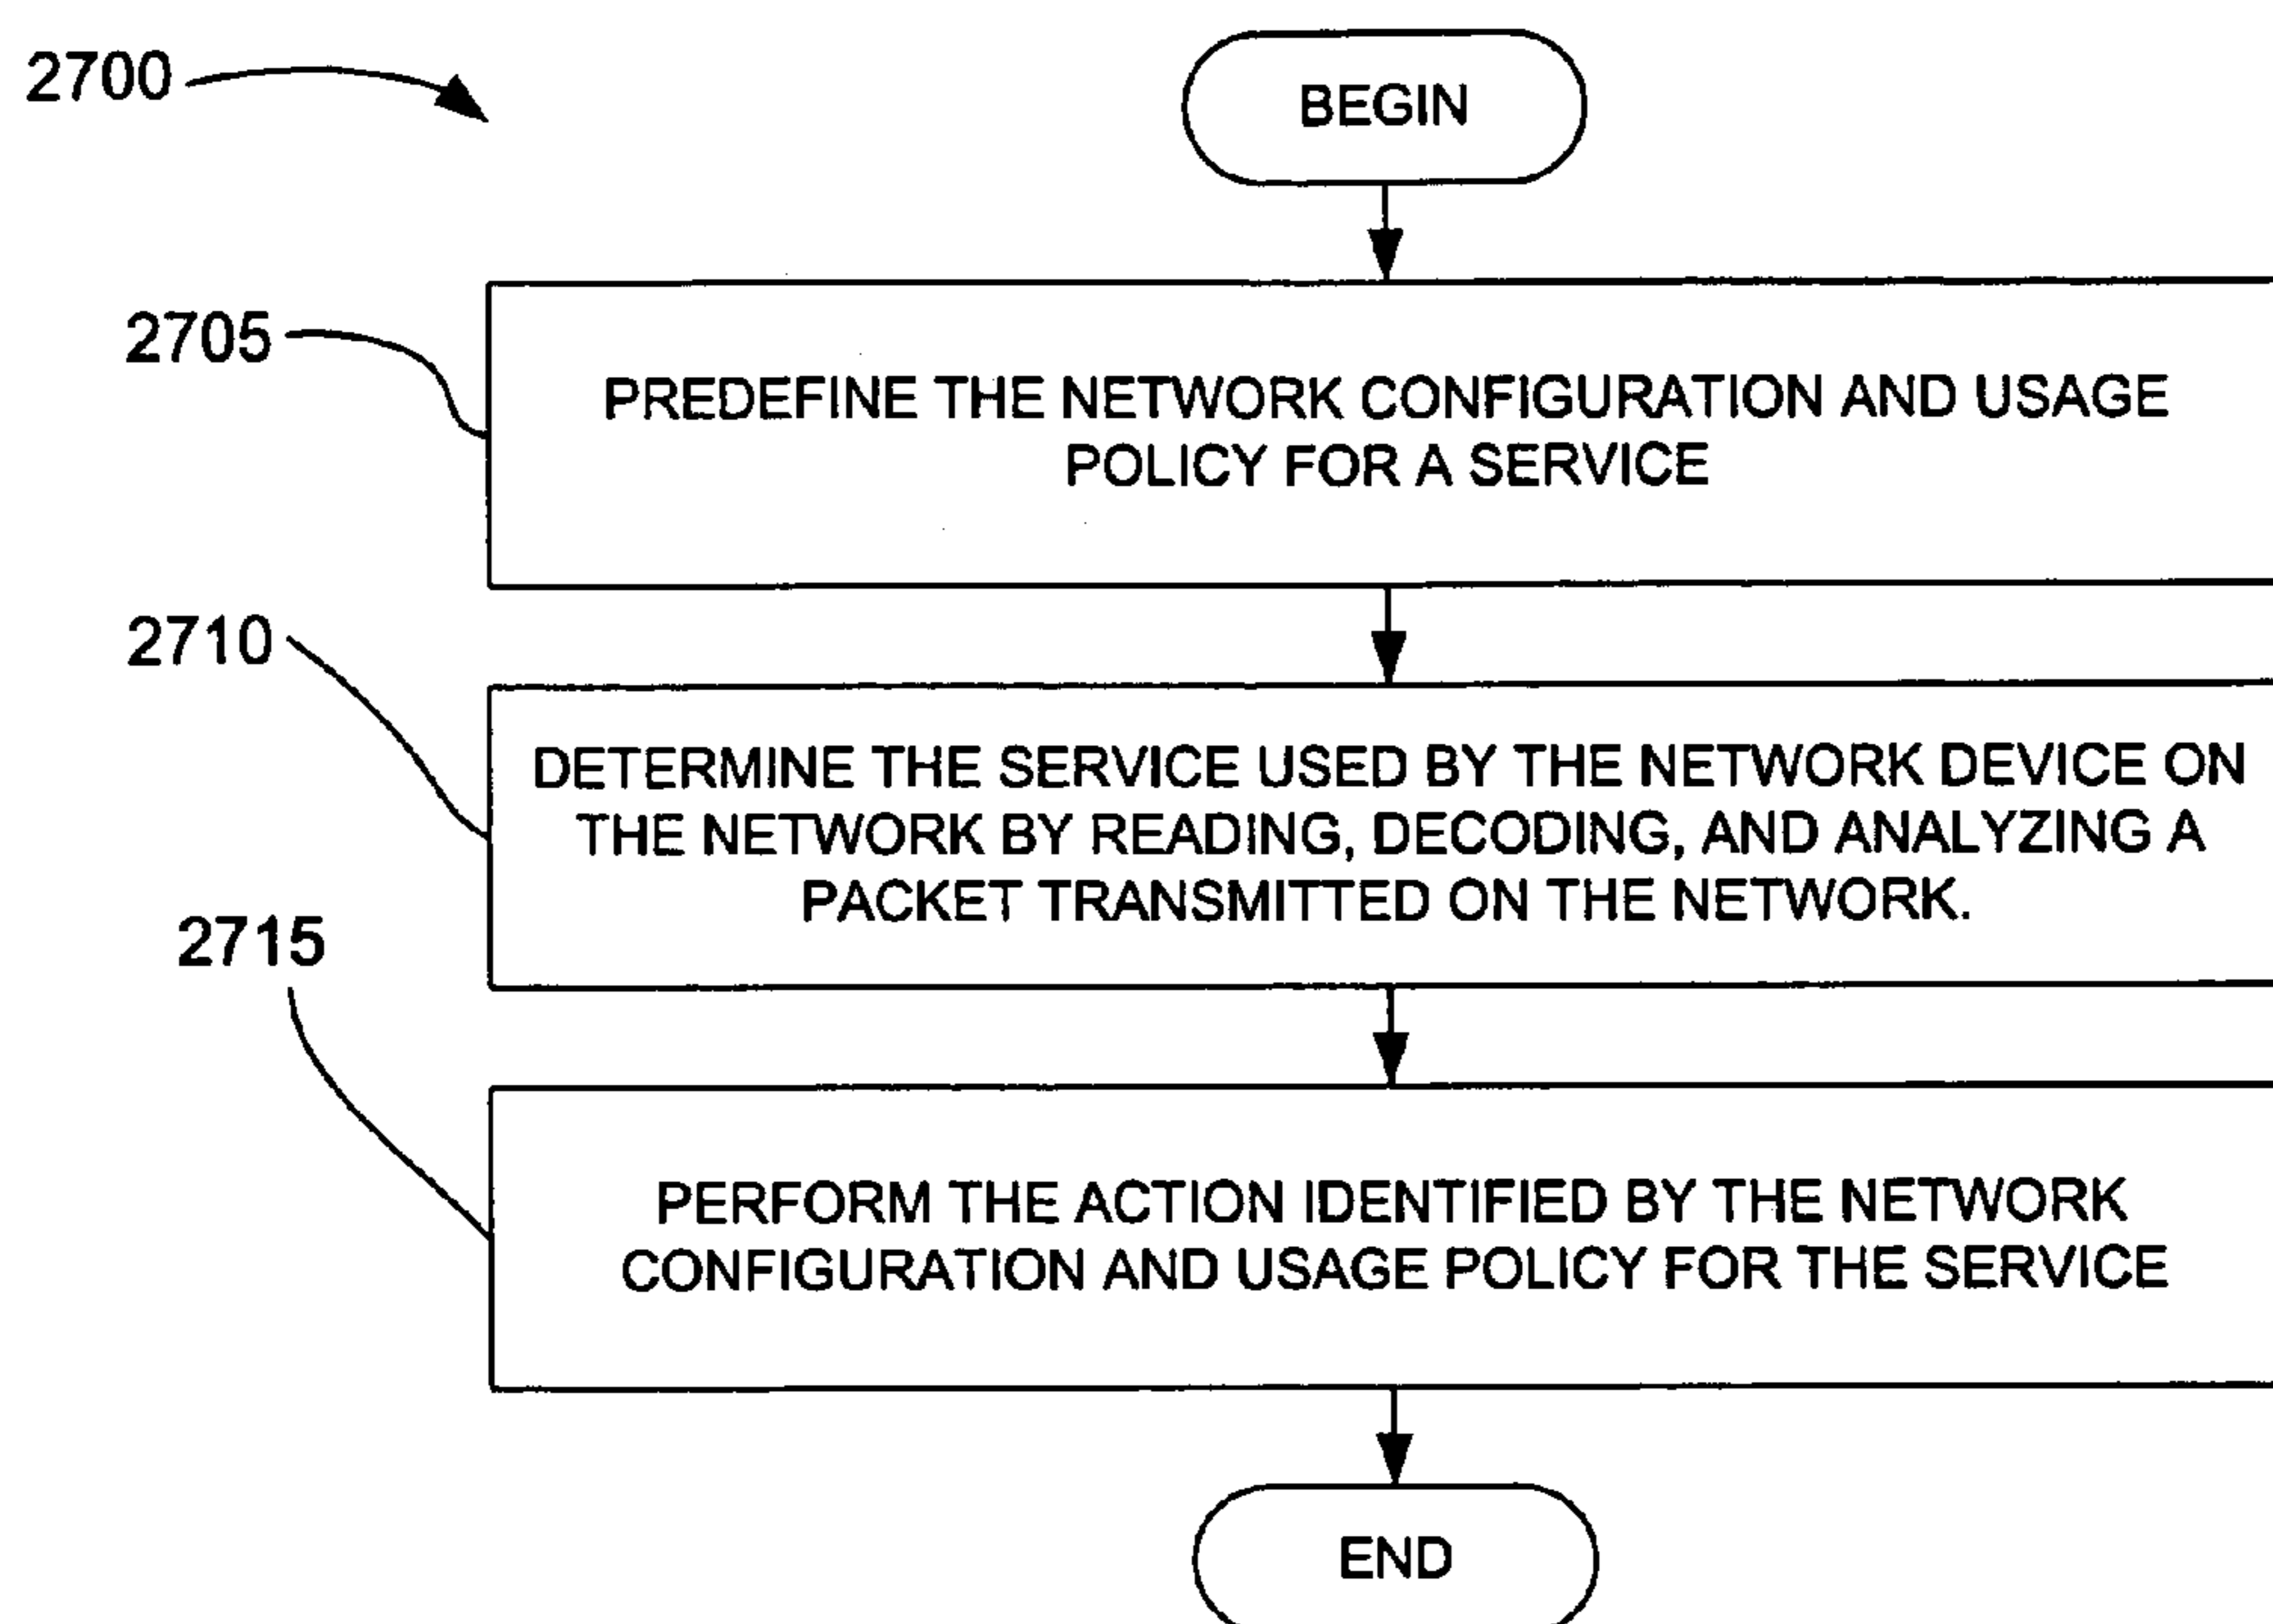 2700
BEGIN
2705
PREDEFINE THE NETWORK CONFIGURATION AND USAGE
POLICY FOR A SERVICE
2710
DETERMINE THE SERVICE USED BY THE NETWORK DEVICE ON
THE NETWORK BY READING, DECODING, AND ANALYZING A
PACKET TRANSMITTED ON THE NETWORK.
2715
PERFORM THE ACTION IDENTIFIED BY THE NETWORK
CONFIGURATION AND USAGE POLICY FOR THE SERVICE
END